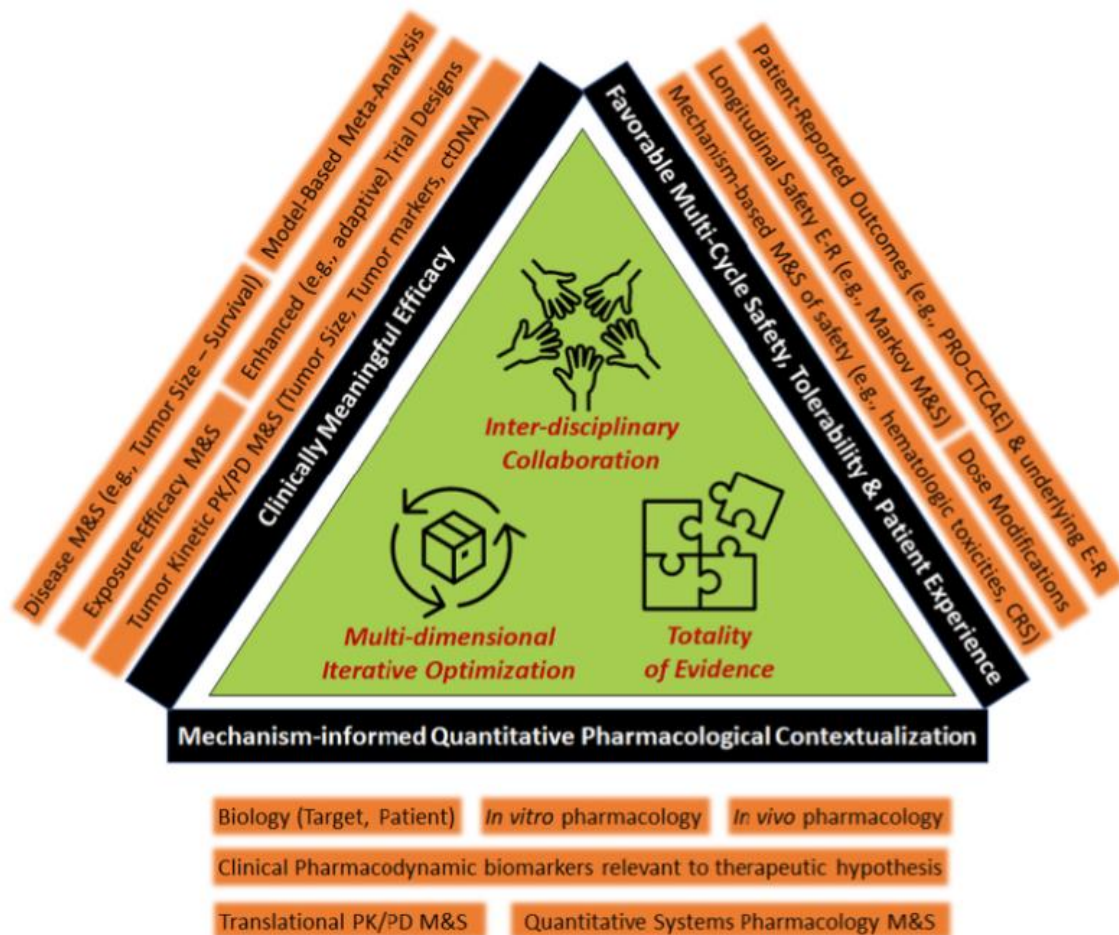 Disease M&S (e.g., Tumor Size – Survival)
Model-Based Meta-Analysis
Exposure-Efficacy M&S
Enhanced (e.g., adaptive) Trial Designs
Tumor Kinetic PK/PD M&S (Tumor Size, Tumor markers, ctDNA)
Clinically Meaningful Efficacy
Patient-Reported Outcomes (e.g., PRO-CTCAE) & underlying E-R
Longitudinal Safety E-R (e.g., Markov M&S)
Dose Modifications
Mechanism-based M&S of safety (e.g., hematologic toxicities, CRS)
Favorable Multi-Cycle Safety, Tolerability & Patient Experience
Inter-disciplinary
Collaboration
Multi-dimensional
Iterative Optimization
Totality
of Evidence
Mechanism-informed Quantitative Pharmacological Contextualization
Biology (Target, Patient)
In vitro pharmacology
In vivo pharmacology
Clinical Pharmacodynamic biomarkers relevant to therapeutic hypothesis
Translational PK/PD M&S
Quantitative Systems Pharmacology M&S